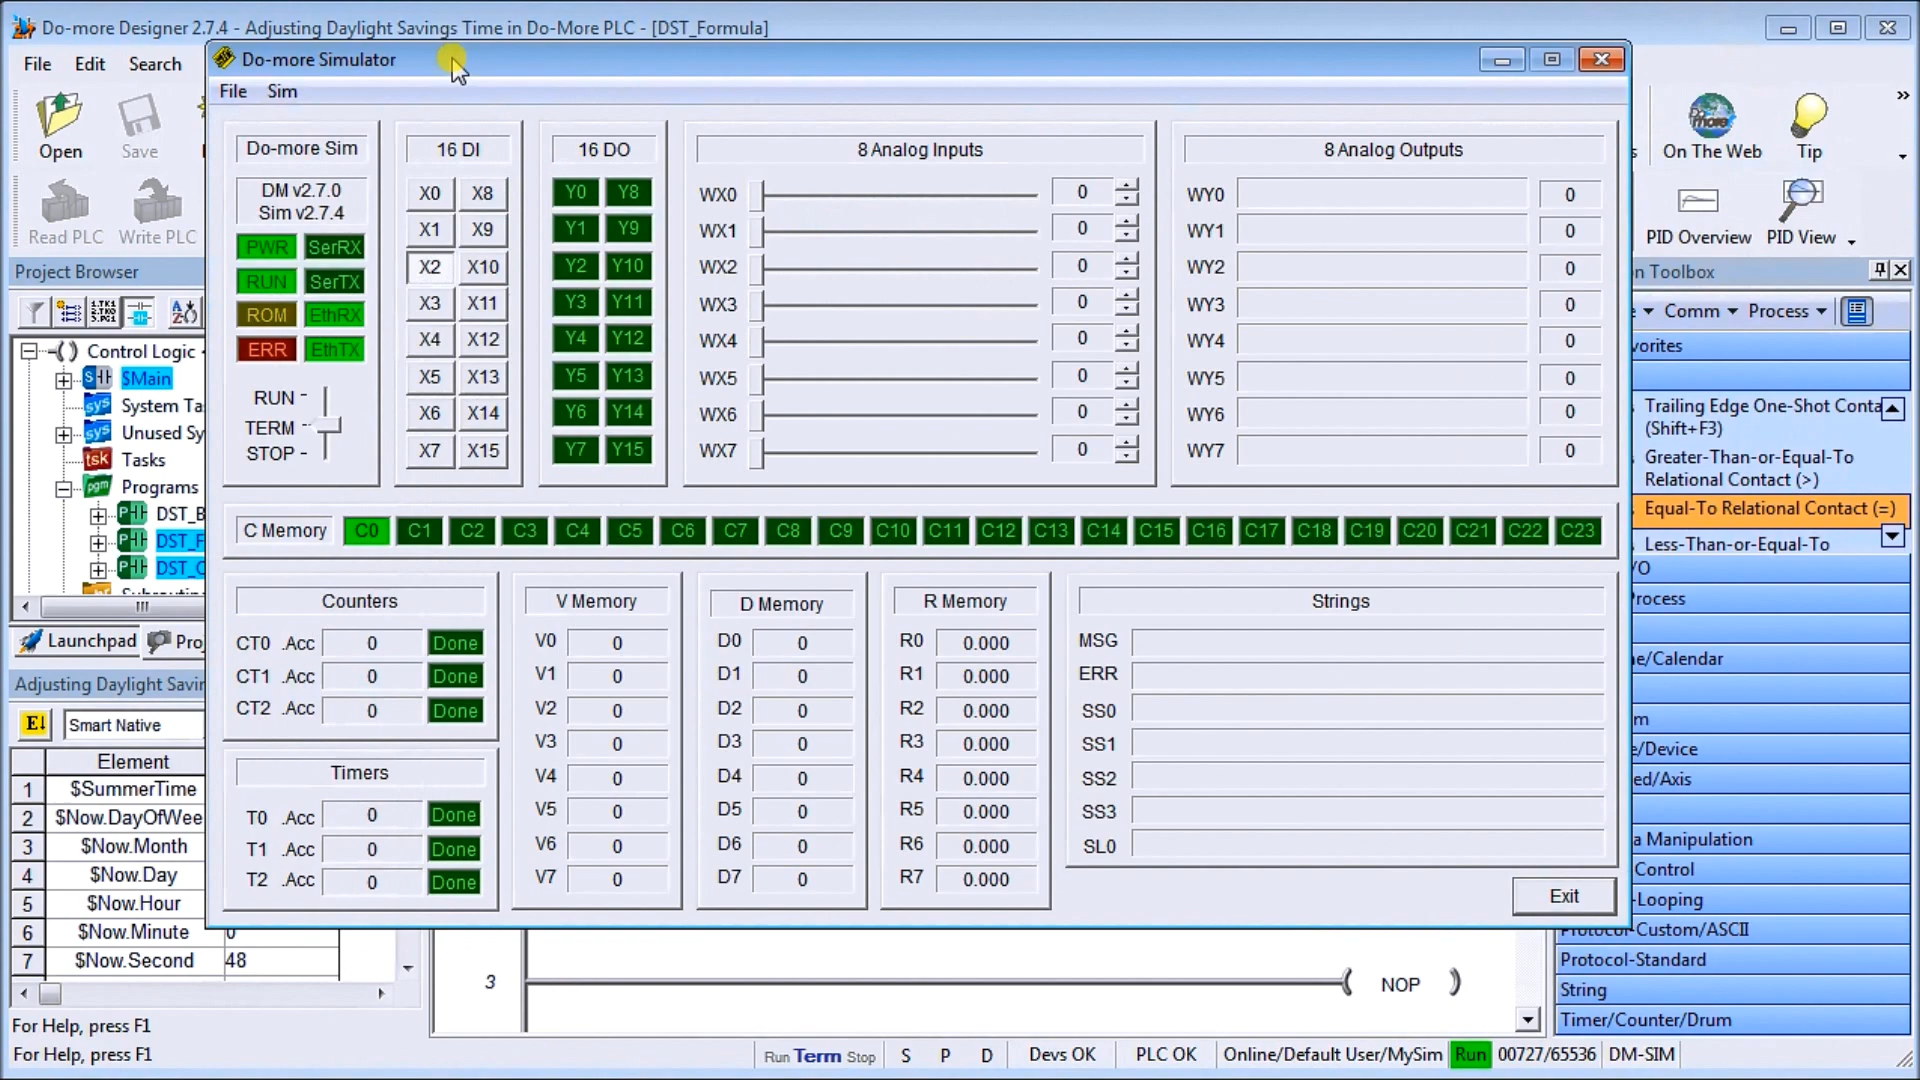 Do-more Designer 2.7.4 - Adjusting Daylight Savings Time in Do-More PLC - [DST_Formula]
File Edit Search
Do-more Simulator
File Sim
Open Save
Read PLC Write PLC
On The Web Tip
PID Overview PID View
Project Browser
Control Logic
$Main
System Ta
Unused Sy
Tasks
Programs
DST_B
DST_F
Launchpad
Adjusting Daylight Savin
Smart Native
Element
1 $SummerTime
2 $Now.DayOfWee
3 $Now.Month
4 $Now.Day
5 $Now.Hour
6 $Now.Minute 0
7 $Now.Second 48
Do-more Sim
DM v2.7.0
Sim v2.7.4
PWR SerRX
RUN SerTX
ROM EthRX
ERR EthTX
RUN -
TERM -
STOP -
16 DI
X0 X8
X1 X9
X2 X10
X3 X11
X4 X12
X5 X13
X6 X14
X7 X15
16 DO
Y0 Y8
Y1 Y9
Y2 Y10
Y3 Y11
Y4 Y12
Y5 Y13
Y6 Y14
Y7 Y15
8 Analog Inputs
WX0 0
WX1 0
WX2 0
WX3 0
WX4 0
WX5 0
WX6 0
WX7 0
8 Analog Outputs
WY0 0
WY1 0
WY2 0
WY3 0
WY4 0
WY5 0
WY6 0
WY7 0
C Memory C0 C1 C2 C3 C4 C5 C6 C7 C8 C9 C10 C11 C12 C13 C14 C15 C16 C17 C18 C19 C20 C21 C22 C23
Counters
CT0 .Acc 0 Done
CT1 .Acc 0 Done
CT2 .Acc 0 Done
Timers
T0 .Acc 0 Done
T1 .Acc 0 Done
T2 .Acc 0 Done
V Memory
V0 0
V1 0
V2 0
V3 0
V4 0
V5 0
V6 0
V7 0
D Memory
D0 0
D1 0
D2 0
D3 0
D4 0
D5 0
D6 0
D7 0
R Memory
R0 0.000
R1 0.000
R2 0.000
R3 0.000
R4 0.000
R5 0.000
R6 0.000
R7 0.000
Strings
MSG
ERR
SS0
SS1
SS2
SS3
SL0
Exit
3 NOP
on Toolbox
Comm Process
vorites
Trailing Edge One-Shot Conta
(Shift+F3)
Greater-Than-or-Equal-To
Relational Contact (>)
Equal-To Relational Contact (=)
Less-Than-or-Equal-To
/O
Process
e/Calendar
m
e/Device
ed/Axis
a Manipulation
Control
-Looping
Protocol-Custom/ASCII
Protocol-Standard
String
Timer/Counter/Drum
For Help, press F1
For Help, press F1
Run Term Stop S P D Devs OK PLC OK Online/Default User/MySim Run 00727/65536 DM-SIM